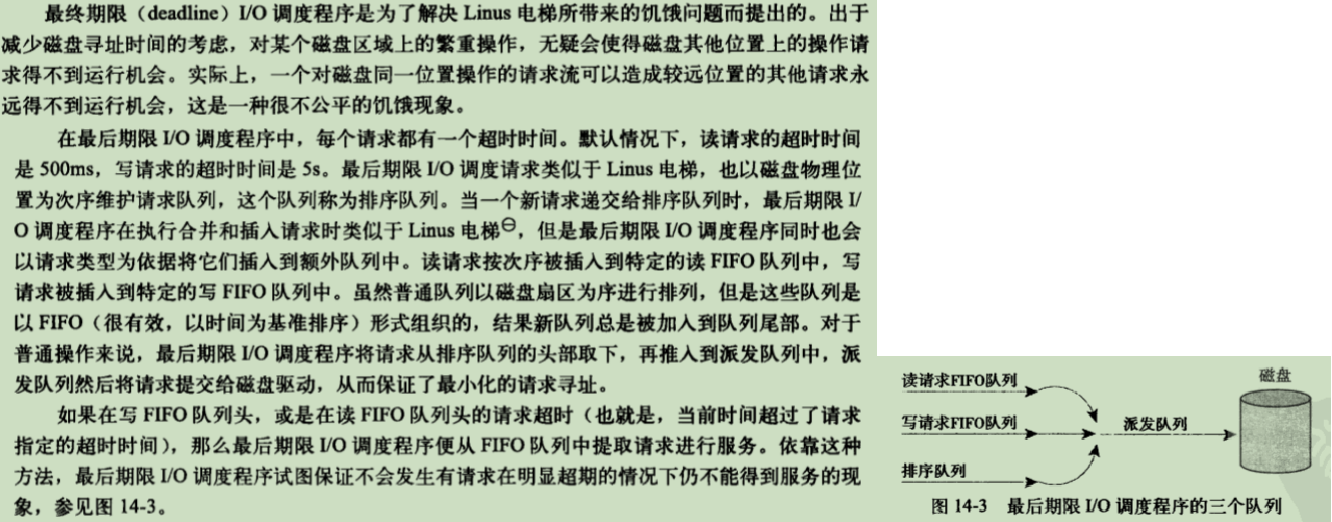 最终期限（deadline）I/O 调度程序是为了解决 Linus 电梯所带来的饥饿问题而提出的。出于
减少磁盘寻址时间的考虑，对某个磁盘区域上的繁重操作，无疑会使得磁盘其他位置上的操作请
求得不到运行机会。实际上，一个对磁盘同一位置操作的请求流可以造成较远位置的其他请求永
远得不到运行机会，这是一种很不公平的饥饿现象。
在最后期限 I/O 调度程序中，每个请求都有一个超时时间。默认情况下，读请求的超时时间
是 500ms，写请求的超时时间是 5s。最后期限 I/O 调度请求类似于 Linus 电梯，也以磁盘物理位
置为次序维护请求队列，这个队列称为排序队列。当一个新请求递交给排序队列时，最后期限 I/
O 调度程序在执行合并和插入请求时类似于 Linus 电梯㊀，但是最后期限 I/O 调度程序同时也会
以请求类型为依据将它们插入到额外队列中。读请求按次序被插入到特定的读 FIFO 队列中，写
请求被插入到特定的写 FIFO 队列中。虽然普通队列以磁盘扇区为序进行排列，但是这些队列是
以 FIFO（很有效，以时间为基准排序）形式组织的，结果新队列总是被加入到队列尾部。对于
普通操作来说，最后期限 I/O 调度程序将请求从排序队列的头部取下，再推入到派发队列中，派
发队列然后将请求提交给磁盘驱动，从而保证了最小化的请求寻址。
如果在写 FIFO 队列头，或是在读 FIFO 队列头的请求超时（也就是，当前时间超过了请求
指定的超时时间），那么最后期限 I/O 调度程序便从 FIFO 队列中提取请求进行服务。依靠这种
方法，最后期限 I/O 调度程序试图保证不会发生有请求在明显超期的情况下仍不能得到服务的现
象，参见图 14-3。
磁盘
读请求FIFO队列
写请求FIFO队列
派发队列
排序队列
图 14-3 最后期限 I/O 调度程序的三个队列